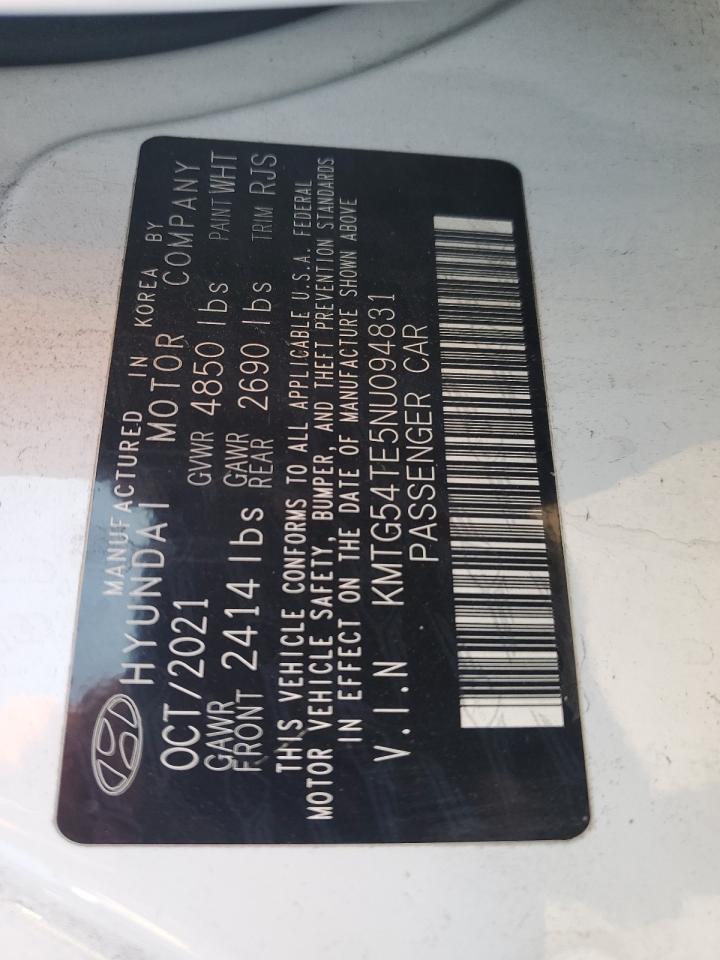 MANUFACTURED IN KOREA BY
HYUNDAI MOTOR COMPANY
OCT/2021 GVWR 4850 lbs PAINT WHT
GAWR FRONT 2414 lbs GAWR REAR 2690 lbs TRIM RJS
THIS VEHICLE CONFORMS TO ALL APPLICABLE U.S.A. FEDERAL
MOTOR VEHICLE SAFETY, BUMPER, AND THEFT PREVENTION STANDARDS
IN EFFECT ON THE DATE OF MANUFACTURE SHOWN ABOVE
V.I.N KMTG54TE5NU094831
PASSENGER CAR